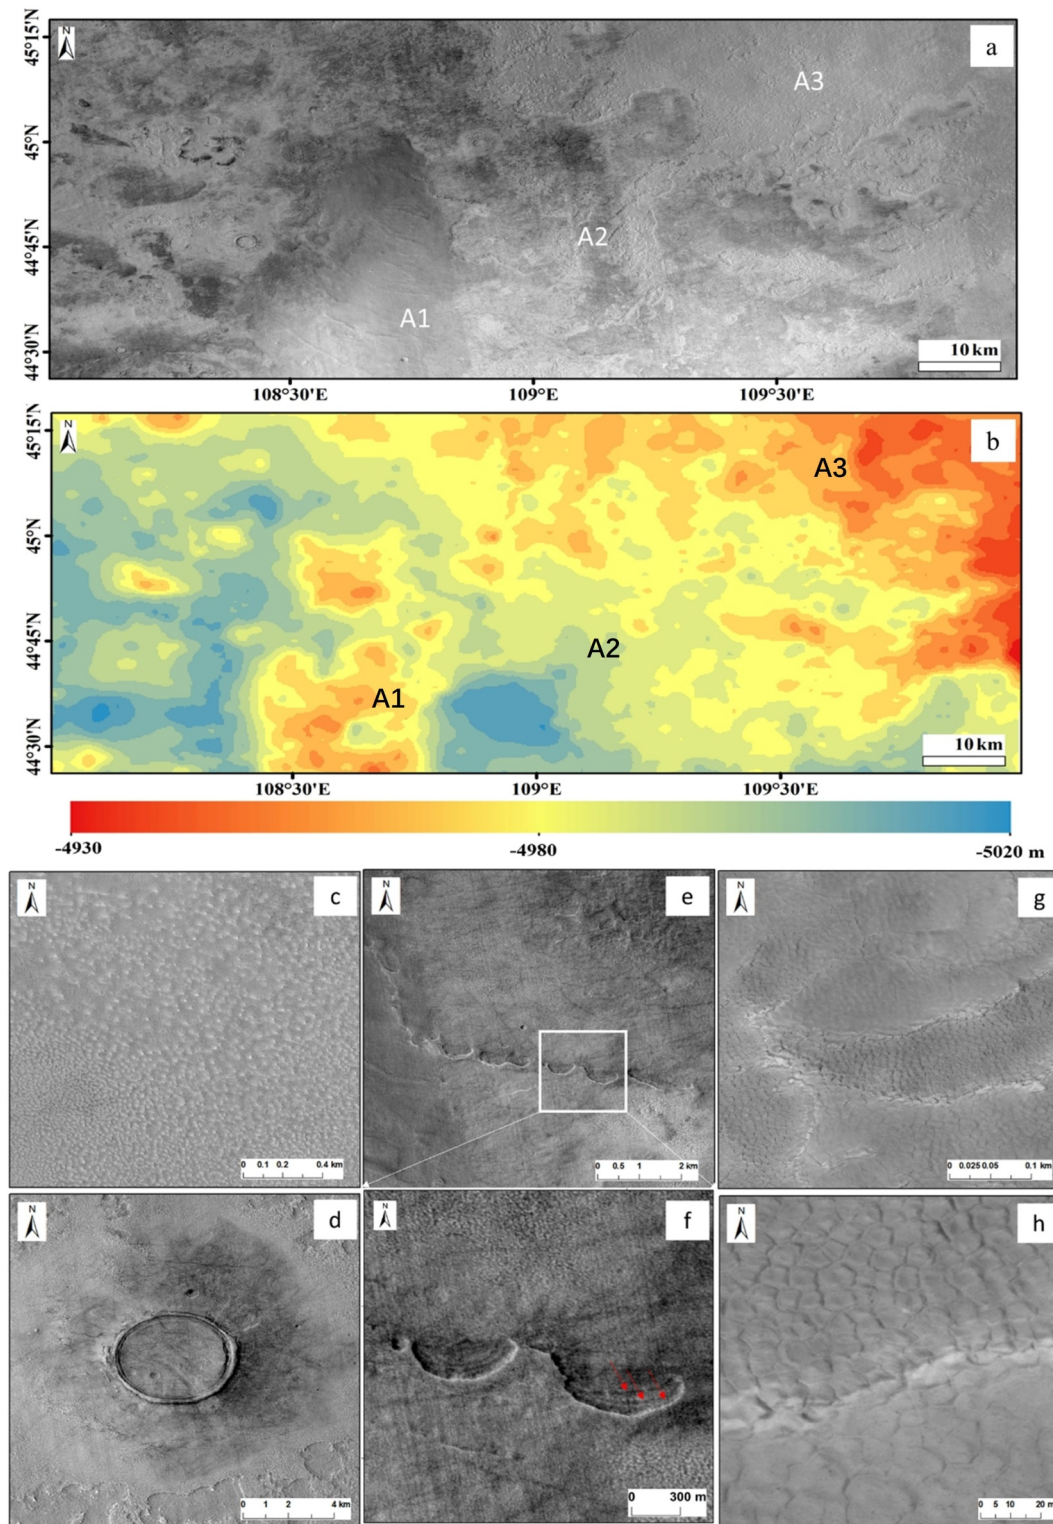 45°15'N
45°N
44°45'N
44°30'N
N
a
A3
A2
A1
10 km
108°30'E
109°E
109°30'E
45°15'N
45°N
44°45'N
44°30'N
N
b
A3
A2
A1
10 km
108°30'E
109°E
109°30'E
-4930
-4980
-5020 m
N
c
0 0.1 0.2 0.4 km
N
e
0 0.5 1 2 km
N
g
0 0.025 0.05 0.1 km
N
d
0 1 2 4 km
N
f
0 300 m
N
h
0 5 10 20 m